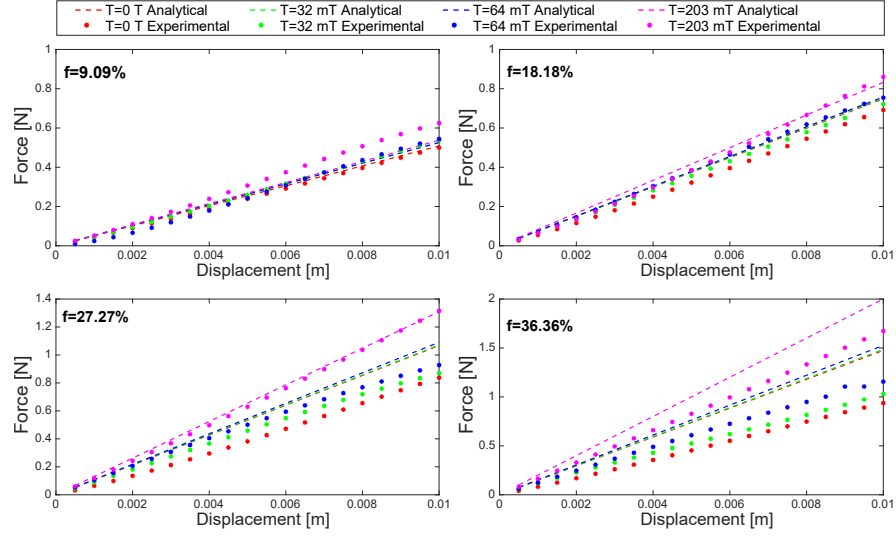 T=0 T Analytical T=32 mT Analytical T=64 mT Analytical T=203 mT Analytical
T=0 T Experimental T=32 mT Experimental T=64 mT Experimental T=203 mT Experimental
f=9.09%
Force [N]
1
0.8
0.6
0.4
0.2
0
0 0.002 0.004 0.006 0.008 0.01
Displacement [m]
f=18.18%
Force [N]
1
0.8
0.6
0.4
0.2
0
0 0.002 0.004 0.006 0.008 0.01
Displacement [m]
f=27.27%
Force [N]
1.4
1.2
1
0.8
0.6
0.4
0.2
0
0 0.002 0.004 0.006 0.008 0.01
Displacement [m]
f=36.36%
Force [N]
2
1.5
1
0.5
0
0 0.002 0.004 0.006 0.008 0.01
Displacement [m]